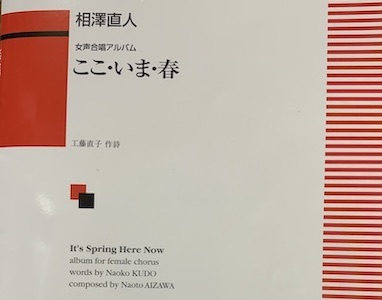 相澤直人
女声合唱アルバム
ここ・いま・春
工藤直子 作詩
It's Spring Here Now
album for female chorus
words by Naoko KUDO
composed by Naoto AIZAWA